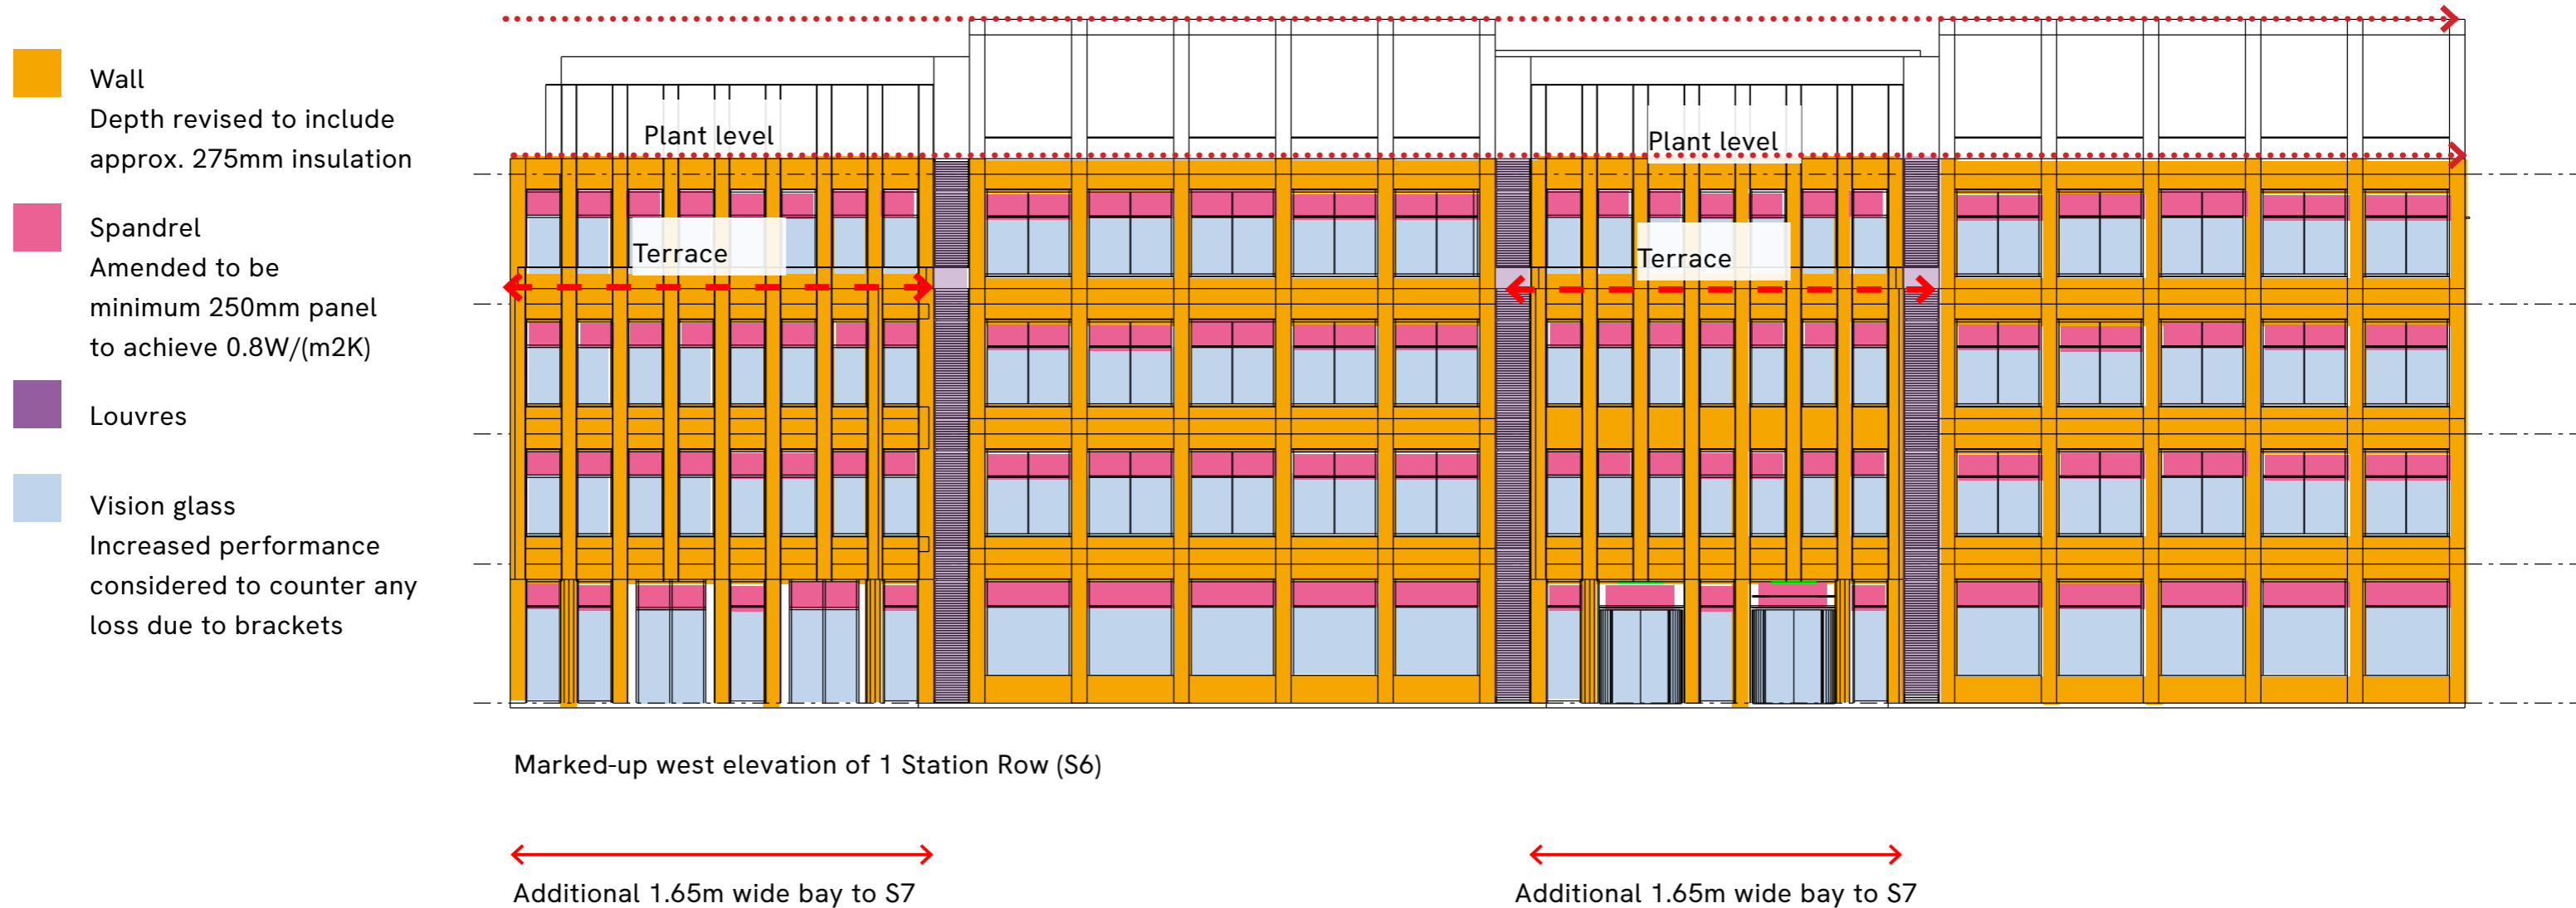 Wall
Depth revised to include
approx. 275mm insulation
Spandrel
Amended to be
minimum 250mm panel
to achieve 0.8W/(m2K)
Louvres
Vision glass
Increased performance
considered to counter any
loss due to brackets
Plant level
Plant level
Terrace
Terrace
Marked-up west elevation of 1 Station Row (S6)
Additional 1.65m wide bay to S7
Additional 1.65m wide bay to S7